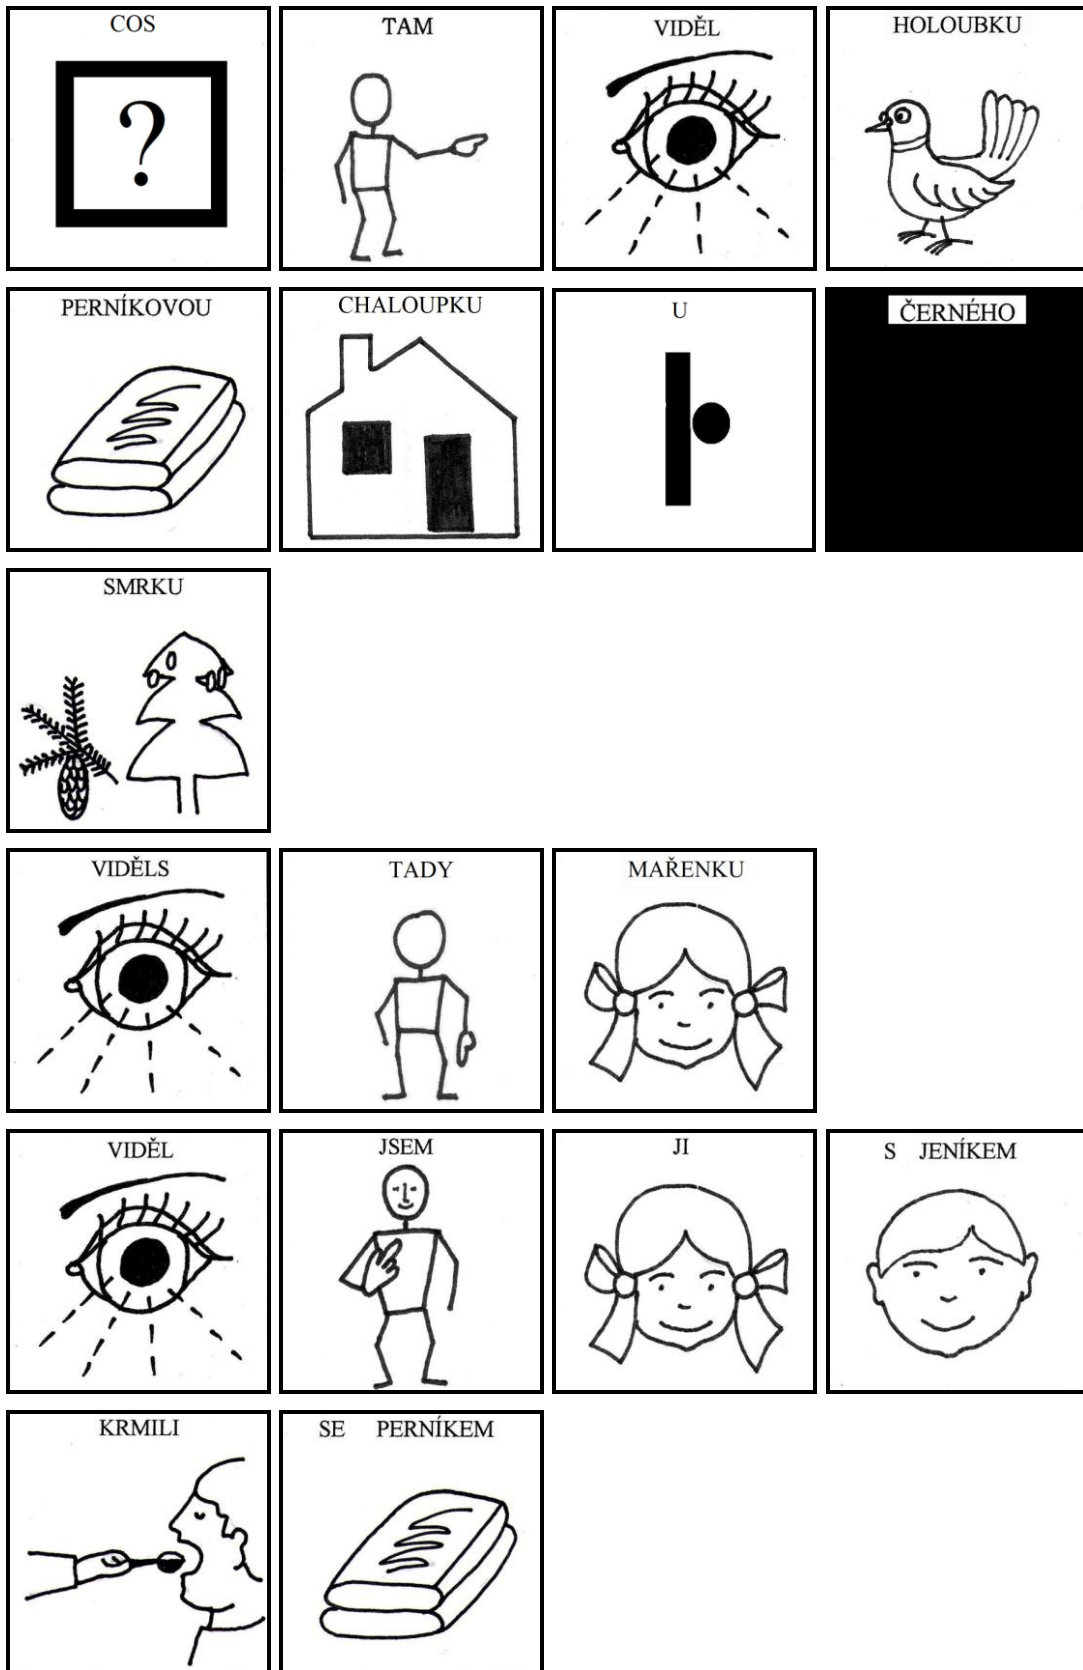 COS TAM VIDĚL HOLOUBKU
?
PERNÍKOVOU CHALOUPKU U ČERNÉHO
SMRKU
VIDĚLS TADY MAŘENKU
VIDĚL JSEM JI S JENÍKEM
KRMILI SE PERNÍKEM